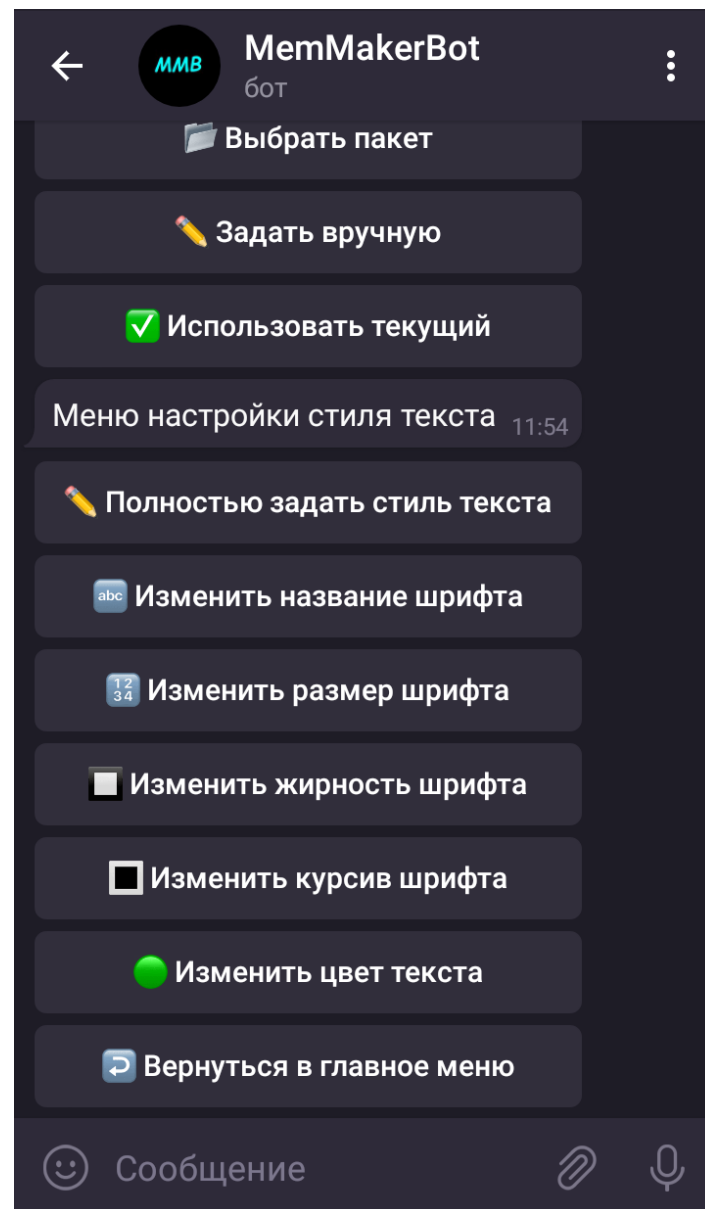 MemMakerBot
MMB
бот
Выбрать пакет
Задать вручную
Использовать текущий
Меню настройки стиля текста 11:54
Полностью задать стиль текста
abc Изменить название шрифта
1234 Изменить размер шрифта
Изменить жирность шрифта
Изменить курсив шрифта
Изменить цвет текста
Вернуться в главное меню
Сообщение